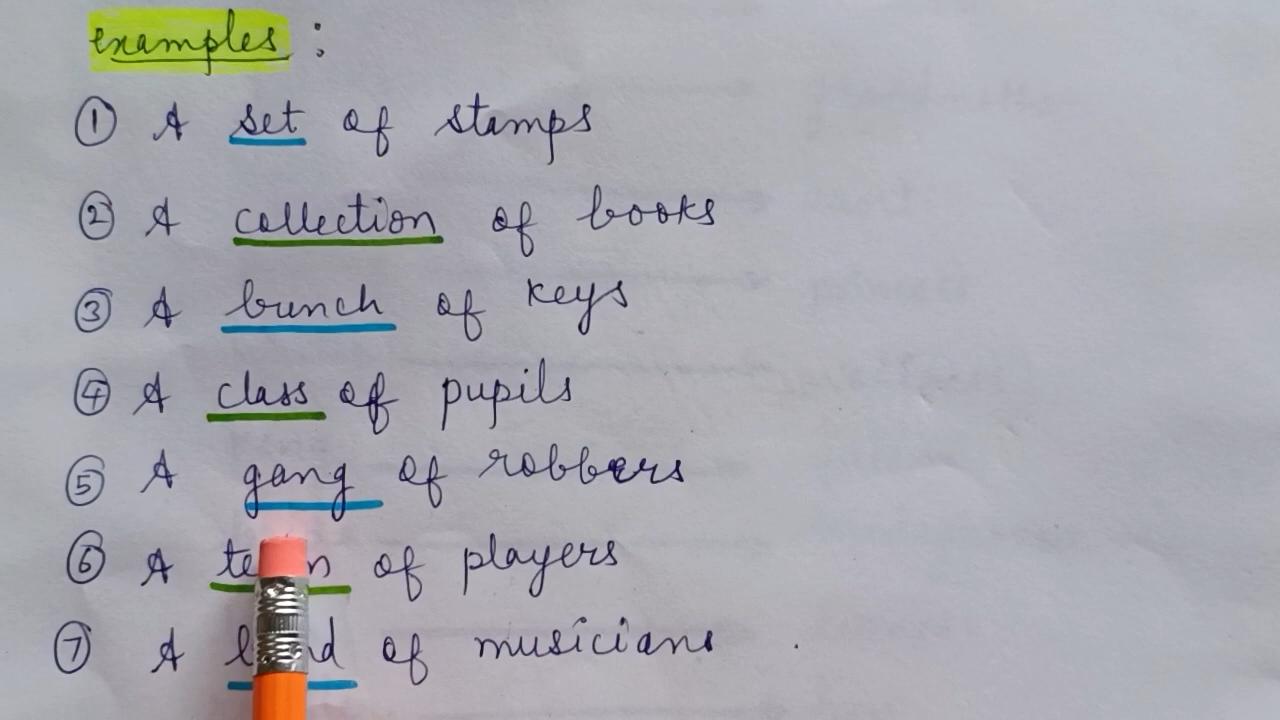 examples :
① A set of stamps
② A collection of books
③ A bunch of keys
④ A class of pupils
⑤ A gang of robbers
⑥ A of players
⑦ A of musicians